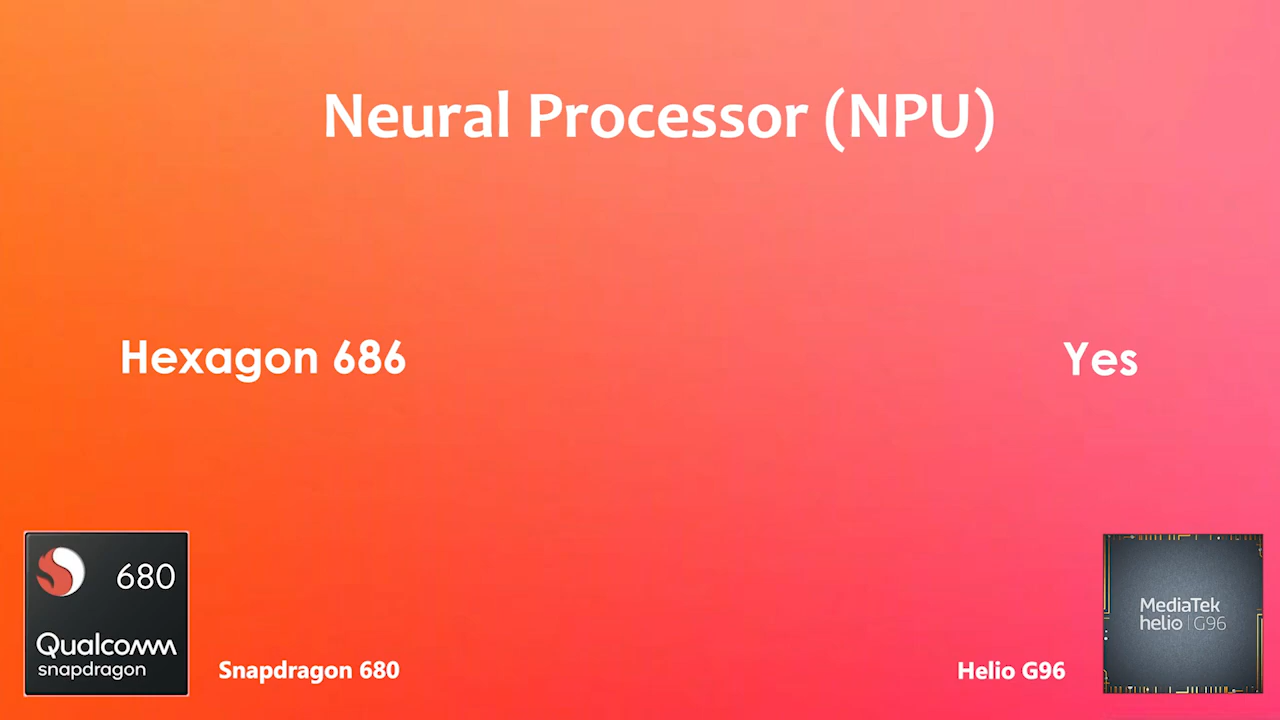 Neural Processor (NPU)
Hexagon 686
Yes
680
Qualcomm
snapdragon
Snapdragon 680
Helio G96
MediaTek
helio | G96